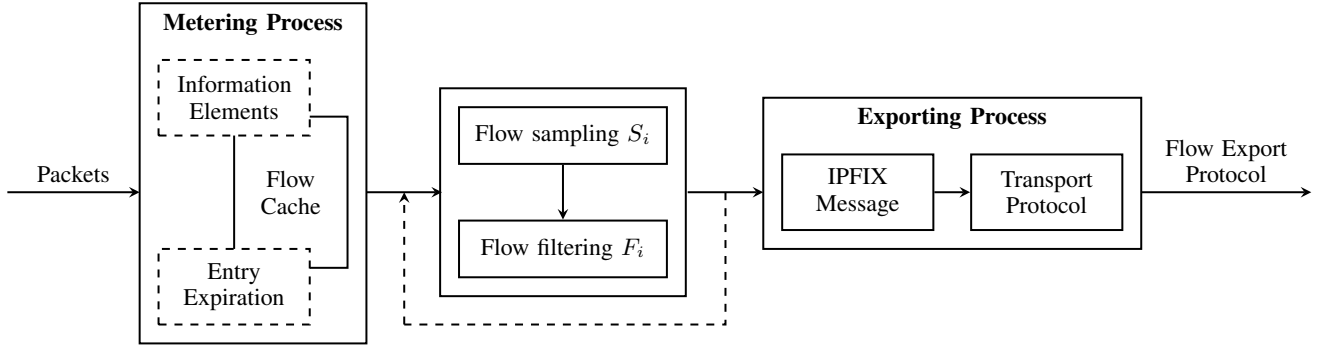 Packets
Metering Process
Information
Elements
Flow
Cache
Entry
Expiration
Flow sampling S_i
Flow filtering F_i
Exporting Process
IPFIX
Message
Transport
Protocol
Flow Export
Protocol